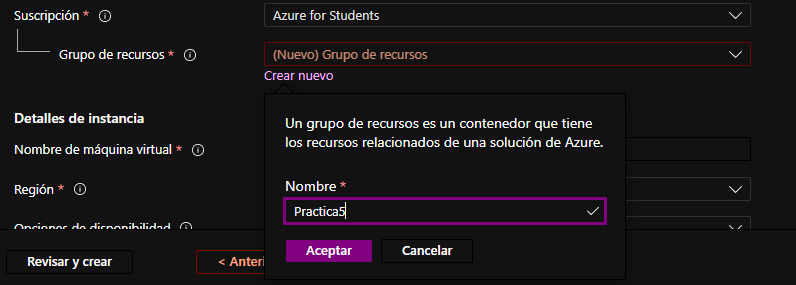 Suscripción *
Azure for Students
Grupo de recursos *
(Nuevo) Grupo de recursos
Crear nuevo
Un grupo de recursos es un contenedor que tiene
los recursos relacionados de una solución de Azure.
Nombre *
Practica5
Aceptar
Cancelar
Detalles de instancia
Nombre de máquina virtual *
Región *
Opciones de disponibilidad
Revisar y crear
< Anteri